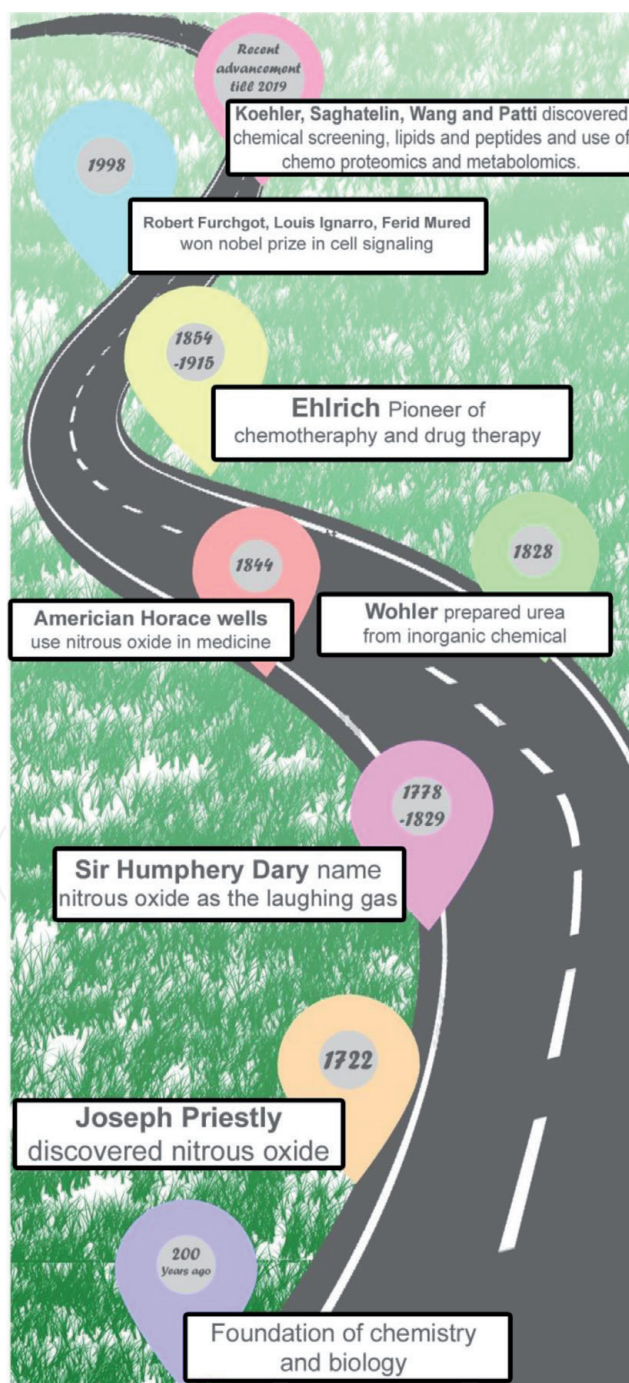 Recent
advancement
till 2019
Koehler, Saghatelin, Wang and Patti discovered
chemical screening, lipids and peptides and use of
chemo proteomics and metabolomics.
1998
Robert Furchgot, Louis Ignarro, Ferid Mured
won nobel prize in cell signaling
1854
-1915
Ehlrich Pioneer of
chemotheraphy and drug therapy
1844
Americian Horace wells
use nitrous oxide in medicine
1828
Wohler prepared urea
from inorganic chemical
1778
-1829
Sir Humphery Dary name
nitrous oxide as the laughing gas
1722
Joseph Priestly
discovered nitrous oxide
200
Years ago
Foundation of chemistry
and biology